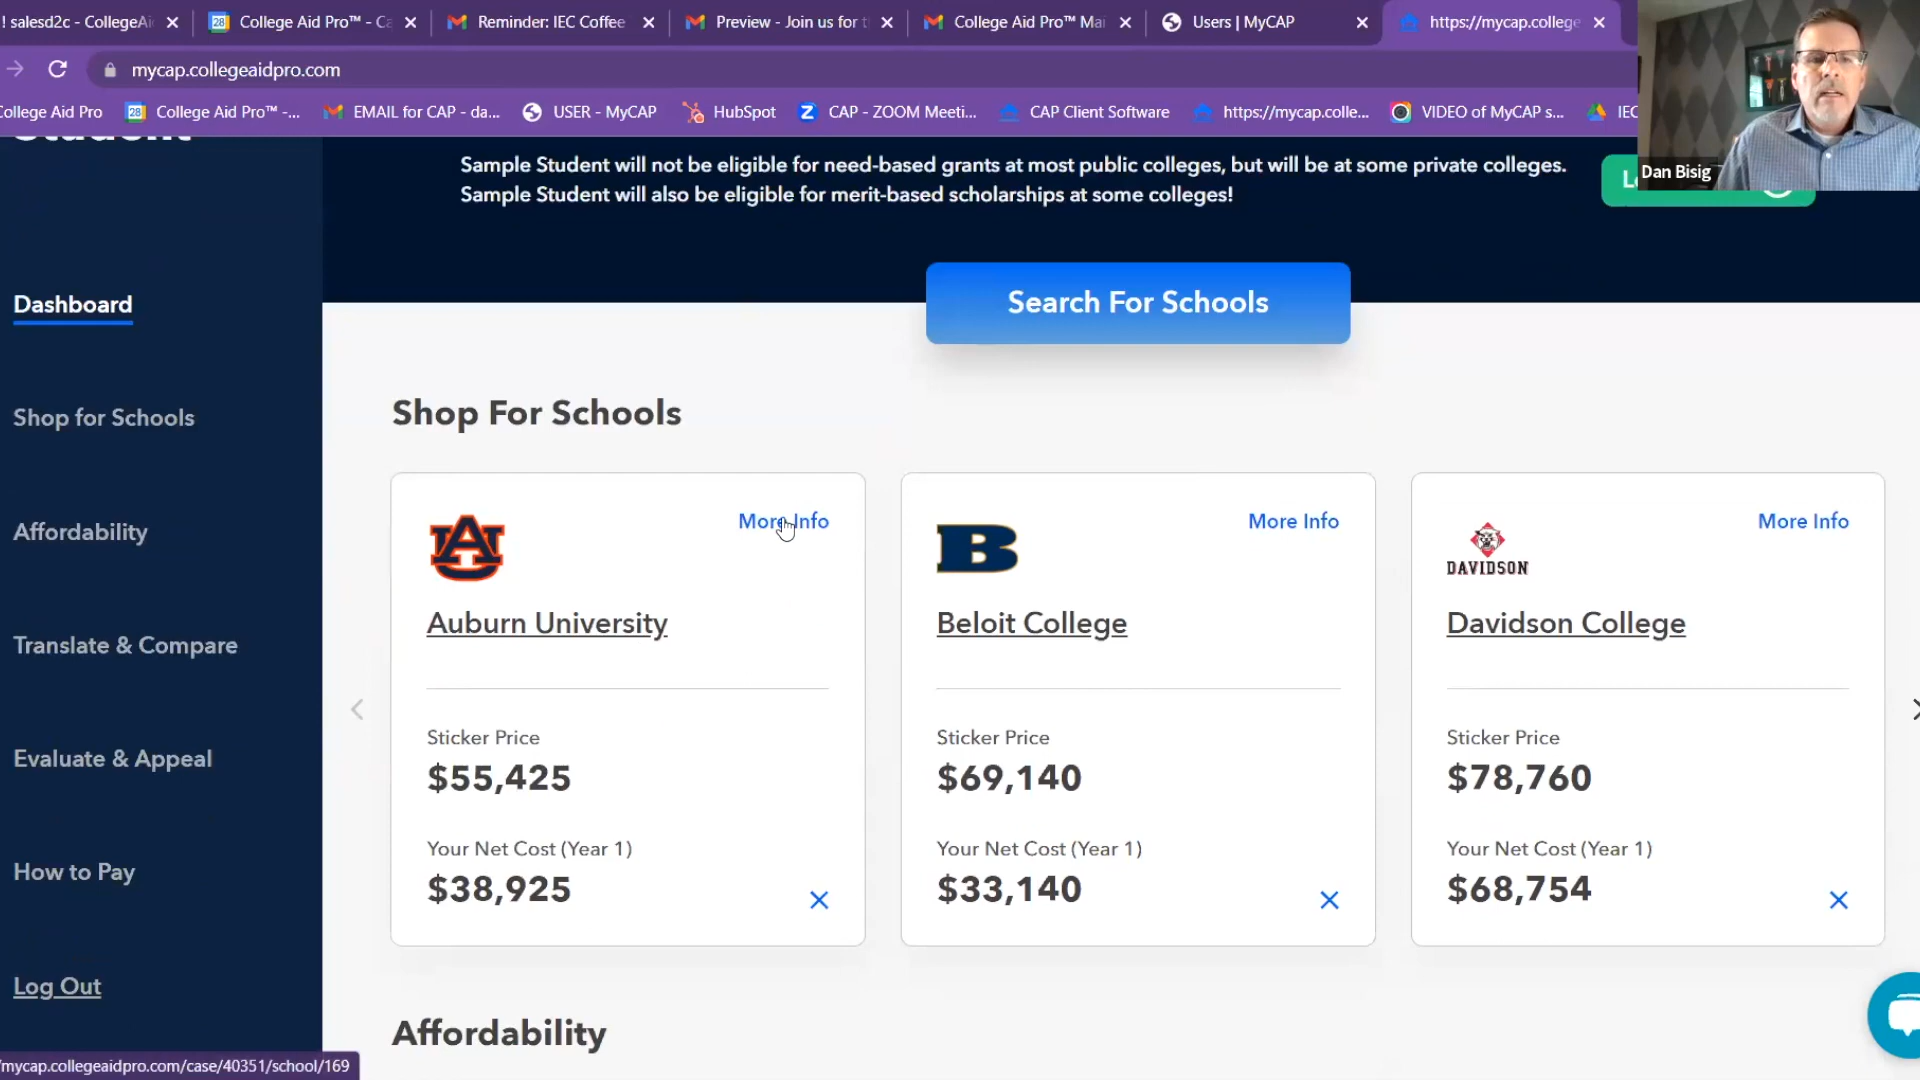 ! salesd2c - CollegeAi
College Aid Pro™ - Ca
Reminder: IEC Coffee
Preview - Join us for t
College Aid Pro™ Mai
Users | MyCAP
https://mycap.college
mycap.collegeaidpro.com
College Aid Pro
College Aid Pro™ -...
EMAIL for CAP - da...
USER - MyCAP
HubSpot
CAP - ZOOM Meeti...
CAP Client Software
https://mycap.colle...
VIDEO of MyCAP s...
IEC
Dan Bisig
Student
Sample Student will not be eligible for need-based grants at most public colleges, but will be at some private colleges.
Sample Student will also be eligible for merit-based scholarships at some colleges!
Search For Schools
Dashboard
Shop for Schools
Affordability
Translate & Compare
Evaluate & Appeal
How to Pay
Log Out
Shop For Schools
More Info
Auburn University
Sticker Price
$55,425
Your Net Cost (Year 1)
$38,925
B
More Info
Beloit College
Sticker Price
$69,140
Your Net Cost (Year 1)
$33,140
DAVIDSON
More Info
Davidson College
Sticker Price
$78,760
Your Net Cost (Year 1)
$68,754
Affordability
/mycap.collegeaidpro.com/case/40351/school/169